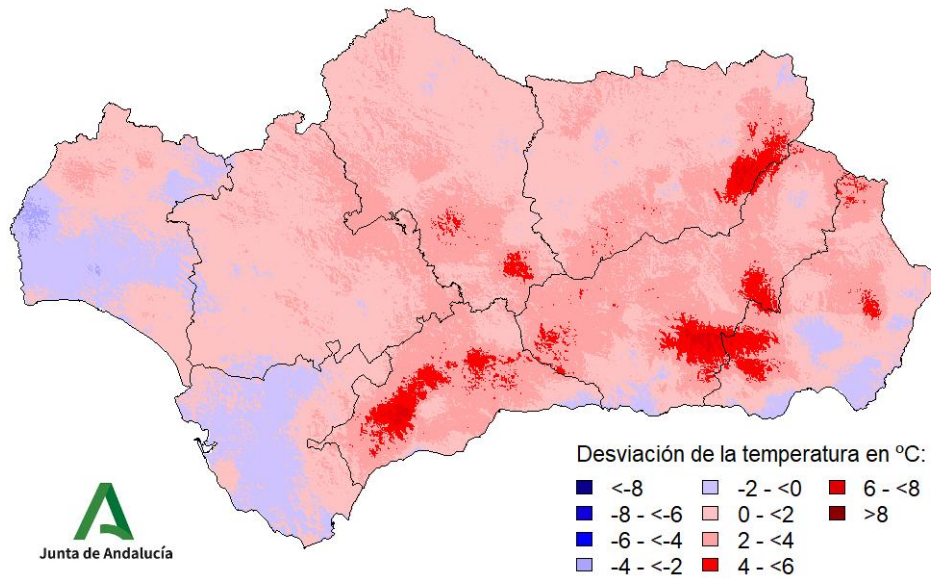 Desviación de la temperatura en ºC:
<-8 -2 - <0 6 - <8
-8 - <-6 0 - <2 >8
-6 - <-4 2 - <4
-4 - <-2 4 - <6
Junta de Andalucía